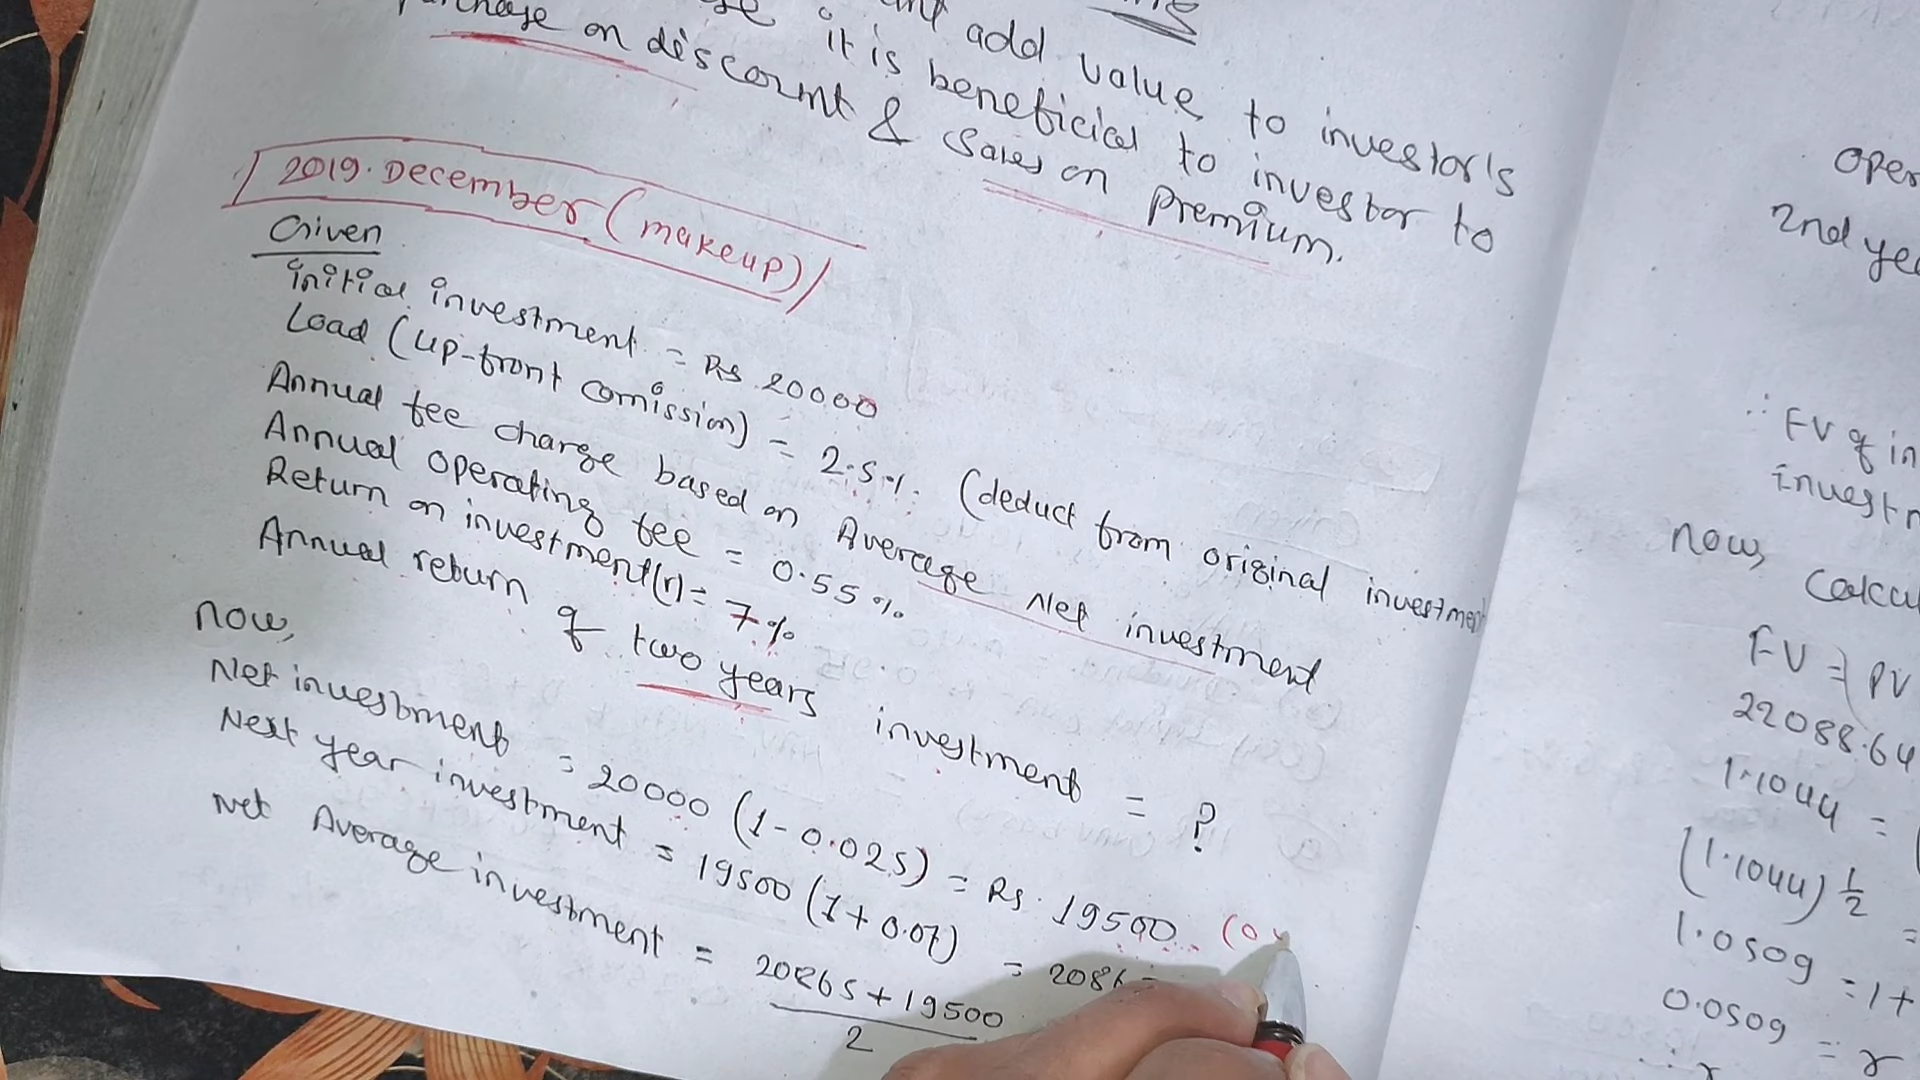 add value to investor's
it is beneficial to investor to
purchase on discount & Sales on Premium.
2019. December (makeup)
Given
initial investment = Rs 20000
Load (up-front comission) = 2.5%. (deduct from original investment
Annual fee charge based on Average Net investment
Annual operating fee = 0.55%
Return on investment(r) = 7%
Annual return of two years investment = ?
now,
Net investment = 20000 (1-0.025) = Rs. 19500 (0
Next year investment = 19500 (1+0.07) = 2086
Net Average investment = 20865+19500
2
oper
2nd yea
∴ FV of in
investm
now, calcu
FV = PV
22088.64
1.1044 =
(1.1044) 1/2 =
1.0509 = 1+
0.0509 = r
∴ r